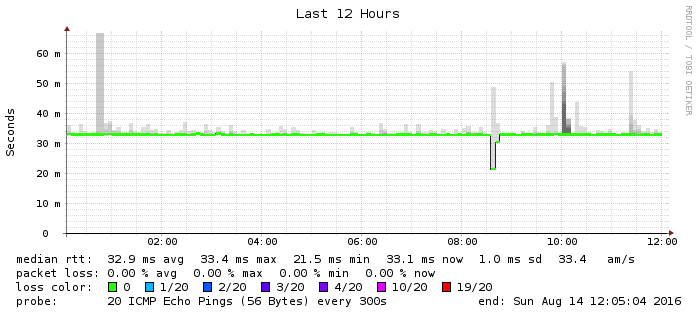 Last 12 Hours
RRDTOOL / TOBI OETIKER
Seconds
60 m
50 m
40 m
30 m
20 m
10 m
0
02:00 04:00 06:00 08:00 10:00 12:00
median rtt: 32.9 ms avg 33.4 ms max 21.5 ms min 33.1 ms now 1.0 ms sd 33.4 am/s
packet loss: 0.00 % avg 0.00 % max 0.00 % min 0.00 % now
loss color: 0 1/20 2/20 3/20 4/20 10/20 19/20
probe: 20 ICMP Echo Pings (56 Bytes) every 300s end: Sun Aug 14 12:05:04 2016